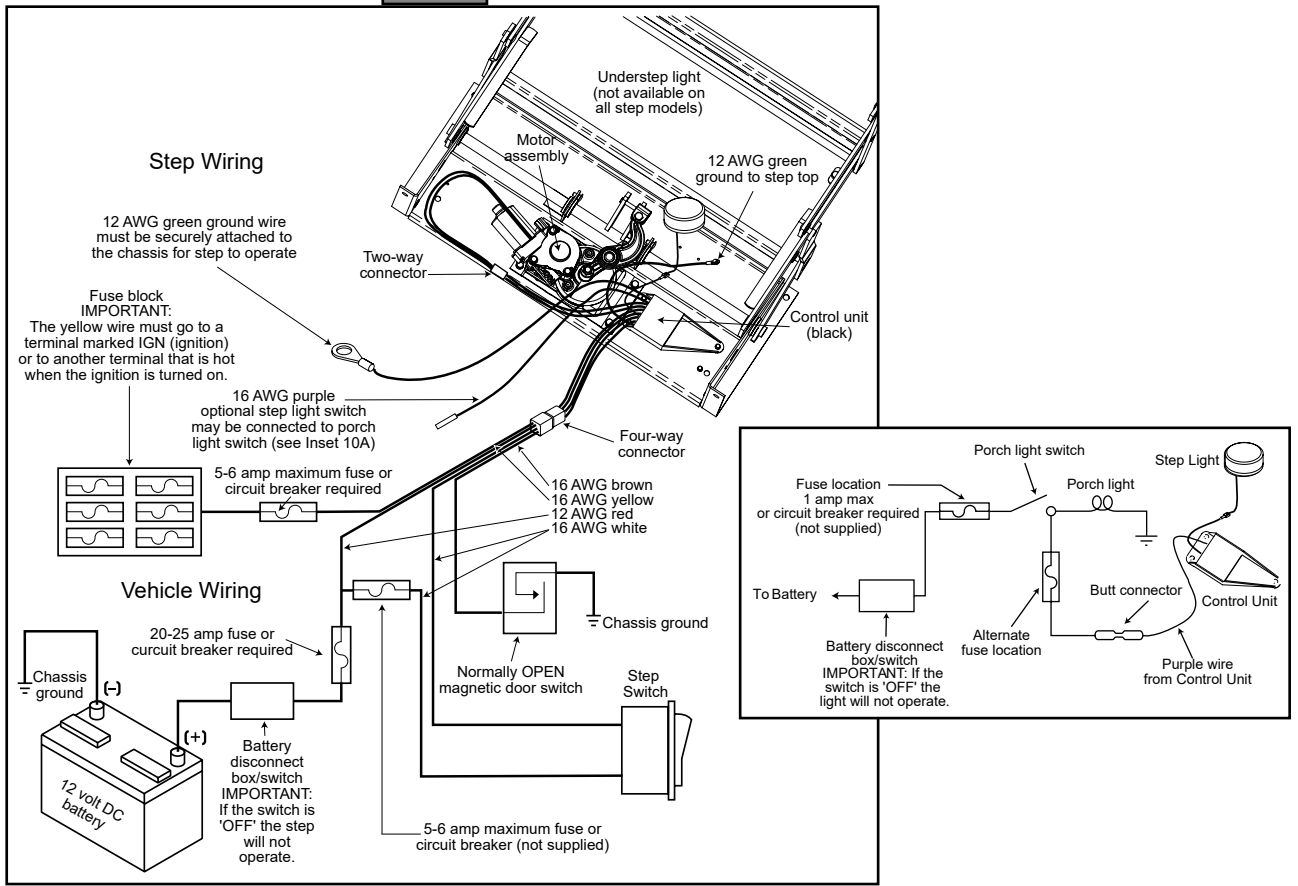 Understep light
(not available on
all step models)
Motor
assembly
12 AWG green
ground to step top
Step Wiring
12 AWG green ground wire
must be securely attached to
the chassis for step to operate
Two-way
connector
Fuse block
IMPORTANT:
The yellow wire must go to a
terminal marked IGN (ignition)
or to another terminal that is hot
when the ignition is turned on.
Control unit
(black)
16 AWG purple
optional step light switch
may be connected to porch
light switch (see Inset 10A)
Four-way
connector
5-6 amp maximum fuse or
circuit breaker required
16 AWG brown
16 AWG yellow
12 AWG red
16 AWG white
Vehicle Wiring
20-25 amp fuse or
curcuit breaker required
Chassis ground
Normally OPEN
magnetic door switch
Step
Switch
Chassis
ground
(-)
(+)
12 volt DC
battery
Battery
disconnect
box/switch
IMPORTANT:
If the switch is
'OFF' the step
will not
operate.
5-6 amp maximum fuse or
circuit breaker (not supplied)
Porch light switch
Step Light
Fuse location
1 amp max
or circuit breaker required
(not supplied)
Porch light
To Battery
Butt connector
Control Unit
Battery disconnect
box/switch
IMPORTANT: If the
switch is 'OFF' the
light will not operate.
Alternate
fuse location
Purple wire
from Control Unit